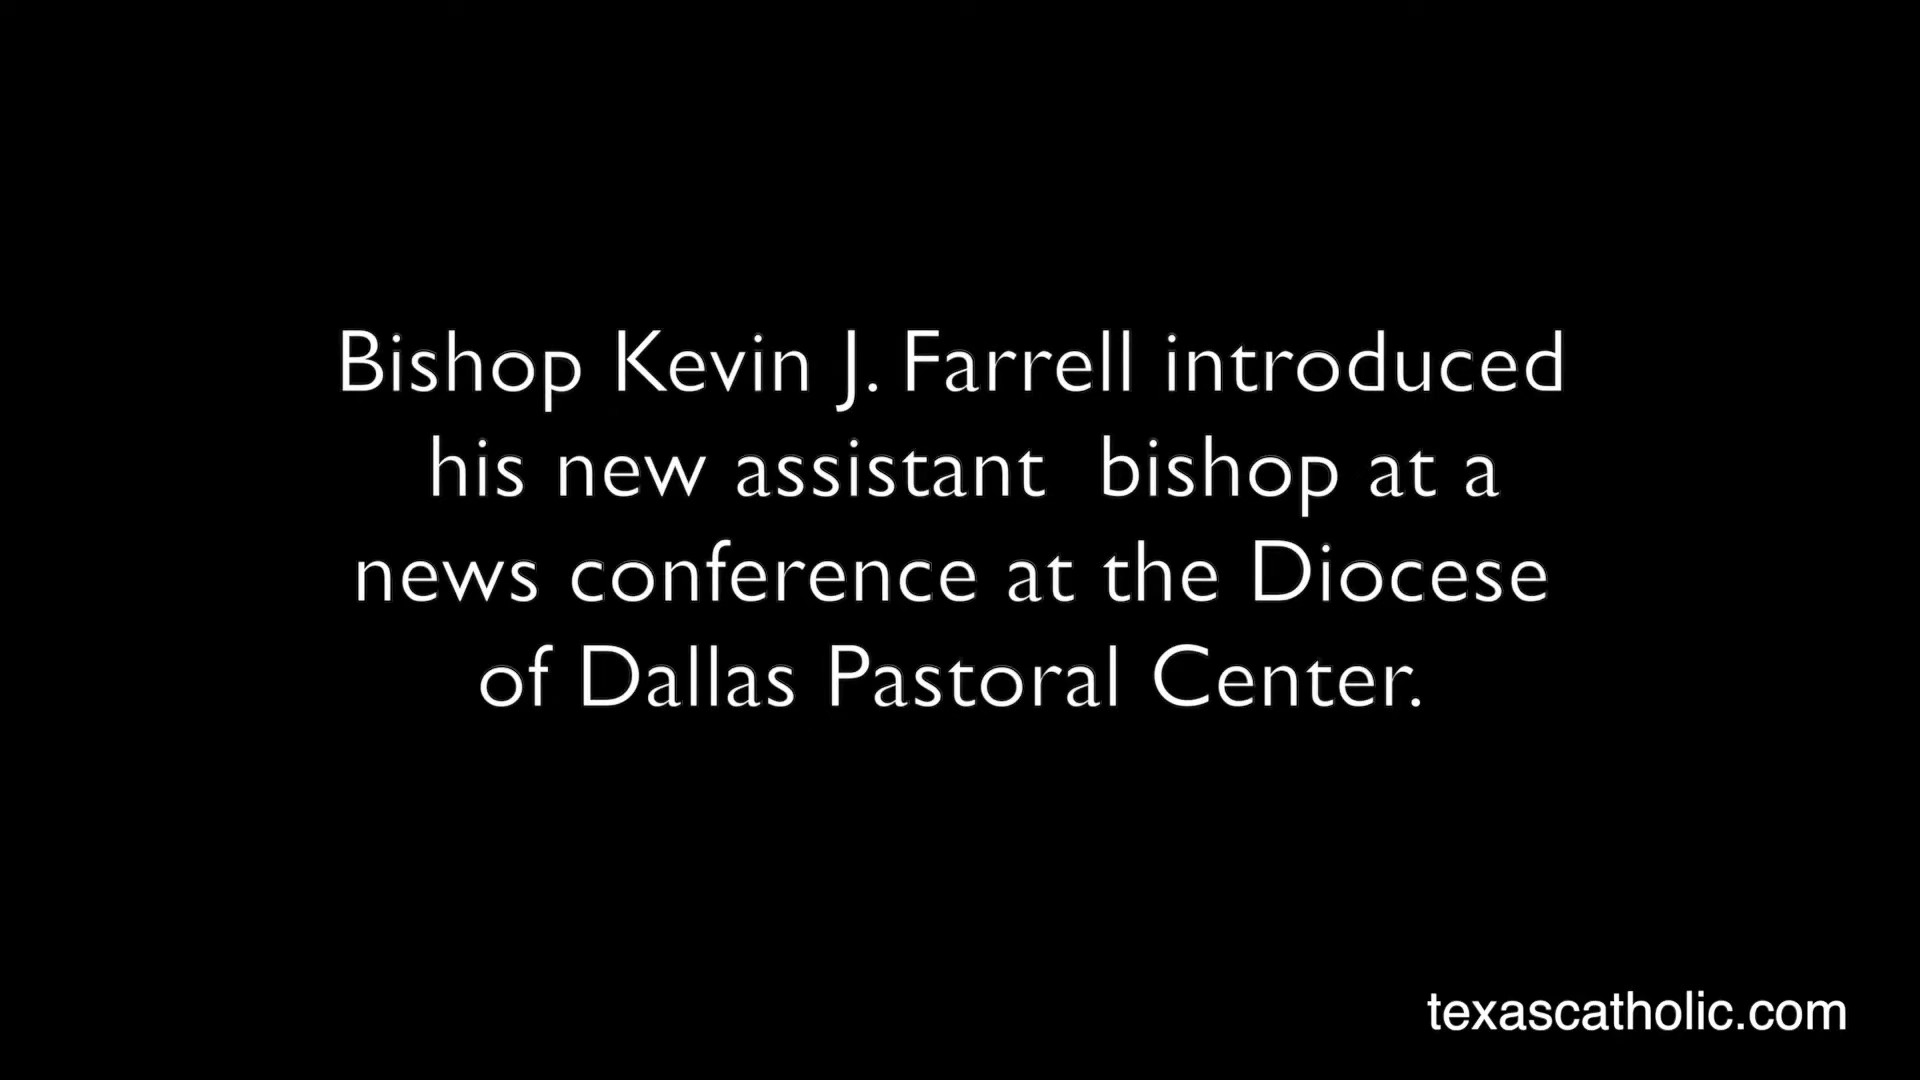 Bishop Kevin J. Farrell introduced
his new assistant  bishop at a
news conference at the Diocese
of Dallas Pastoral Center.
texascatholic.com